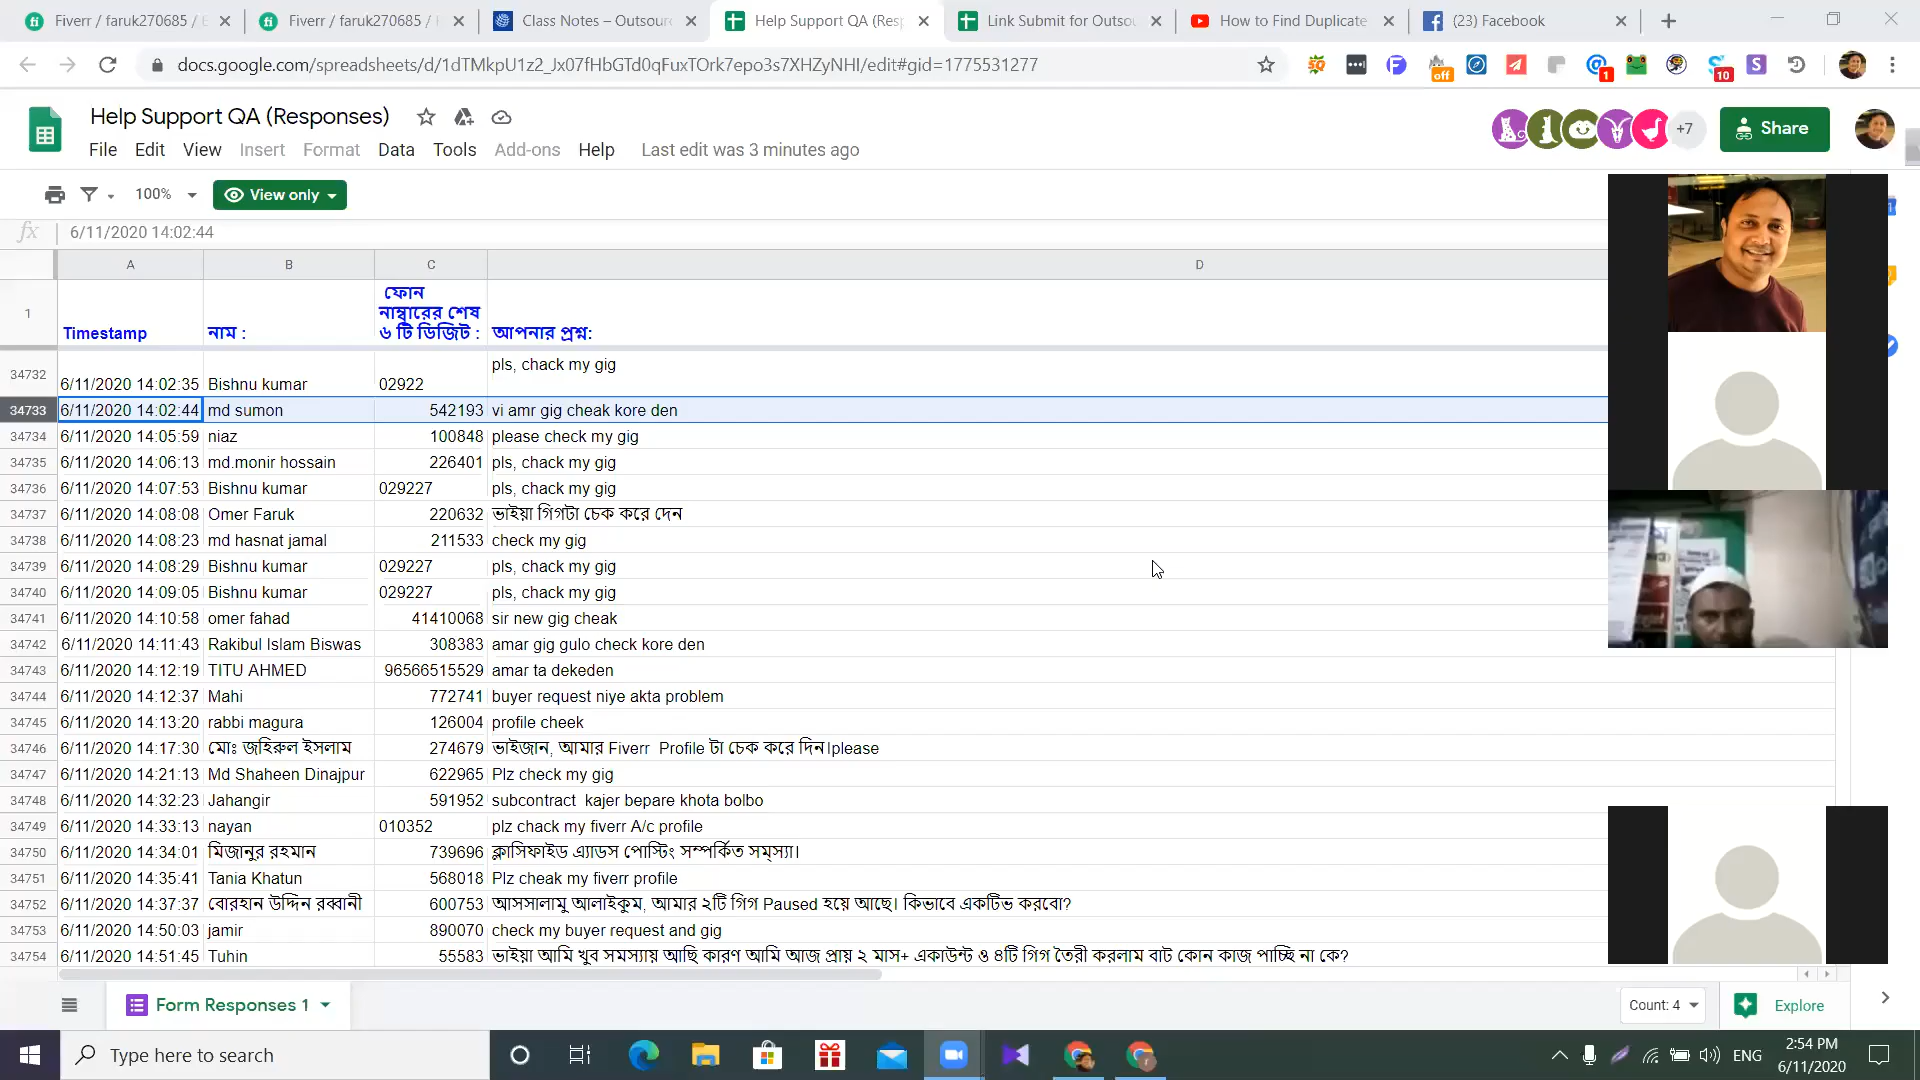 Fiverr / faruk270685 /
Fiverr / faruk270685 /
Class Notes – Outsour
Help Support QA (Resp
Link Submit for Outso
How to Find Duplicate
(23) Facebook
docs.google.com/spreadsheets/d/1dTMkpU1z2_Jx07fHbGTd0qFuxTOrk7epo3s7XHZyNHI/edit#gid=1775531277
off
1
10
Help Support QA (Responses)
+7
Share
File Edit View Insert Format Data Tools Add-ons Help Last edit was 3 minutes ago
100% View only
fx 6/11/2020 14:02:44
A B C D
1 Timestamp নাম : ফোন নাম্বারের শেষ ৬ টি ডিজিট : আপনার প্রশ্ন:
34732 6/11/2020 14:02:35 Bishnu kumar 02922 pls, chack my gig
34733 6/11/2020 14:02:44 md sumon 542193 vi amr gig cheak kore den
34734 6/11/2020 14:05:59 niaz 100848 please check my gig
34735 6/11/2020 14:06:13 md.monir hossain 226401 pls, chack my gig
34736 6/11/2020 14:07:53 Bishnu kumar 029227 pls, chack my gig
34737 6/11/2020 14:08:08 Omer Faruk 220632 ভাইয়া গিগটা চেক করে দেন
34738 6/11/2020 14:08:23 md hasnat jamal 211533 check my gig
34739 6/11/2020 14:08:29 Bishnu kumar 029227 pls, chack my gig
34740 6/11/2020 14:09:05 Bishnu kumar 029227 pls, chack my gig
34741 6/11/2020 14:10:58 omer fahad 41410068 sir new gig cheak
34742 6/11/2020 14:11:43 Rakibul Islam Biswas 308383 amar gig gulo check kore den
34743 6/11/2020 14:12:19 TITU AHMED 96566515529 amar ta dekeden
34744 6/11/2020 14:12:37 Mahi 772741 buyer request niye akta problem
34745 6/11/2020 14:13:20 rabbi magura 126004 profile cheek
34746 6/11/2020 14:17:30 মোঃ জহিরুল ইসলাম 274679 ভাইজান, আমার Fiverr Profile টা চেক করে দিন।please
34747 6/11/2020 14:21:13 Md Shaheen Dinajpur 622965 Plz check my gig
34748 6/11/2020 14:32:23 Jahangir 591952 subcontract kajer bepare khota bolbo
34749 6/11/2020 14:33:13 nayan 010352 plz chack my fiverr A/c profile
34750 6/11/2020 14:34:01 মিজানুর রহমান 739696 ক্লাসিফাইড এ্যাডস পোস্টিং সম্পর্কিত সমস্যা।
34751 6/11/2020 14:35:41 Tania Khatun 568018 Plz cheak my fiverr profile
34752 6/11/2020 14:37:37 বোরহান উদ্দিন রব্বানী 600753 আসসালামু আলাইকুম, আমার ২টি গিগ Paused হয়ে আছে। কিভাবে একটিভ করবো?
34753 6/11/2020 14:50:03 jamir 890070 check my buyer request and gig
34754 6/11/2020 14:51:45 Tuhin 55583 ভাইয়া আমি খুব সমস্যায় আছি কারণ আমি আজ প্রায় ২ মাস+ একাউন্ট ও ৪টি গিগ তৈরী করলাম বাট কোন কাজ পাচ্ছি না কে?
Form Responses 1 Count: 4 Explore
Type here to search
ENG
2:54 PM
6/11/2020